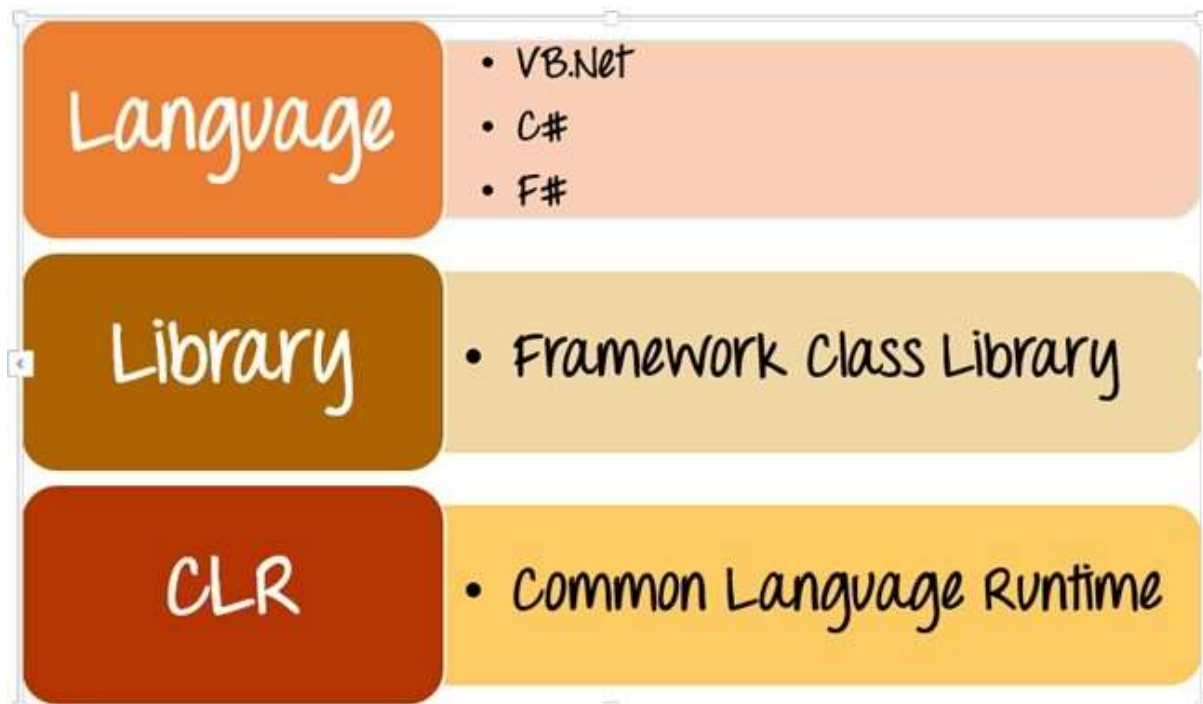 Language
• VB.Net
• C#
• F#
Library
• Framework Class Library
CLR
• Common Language Runtime